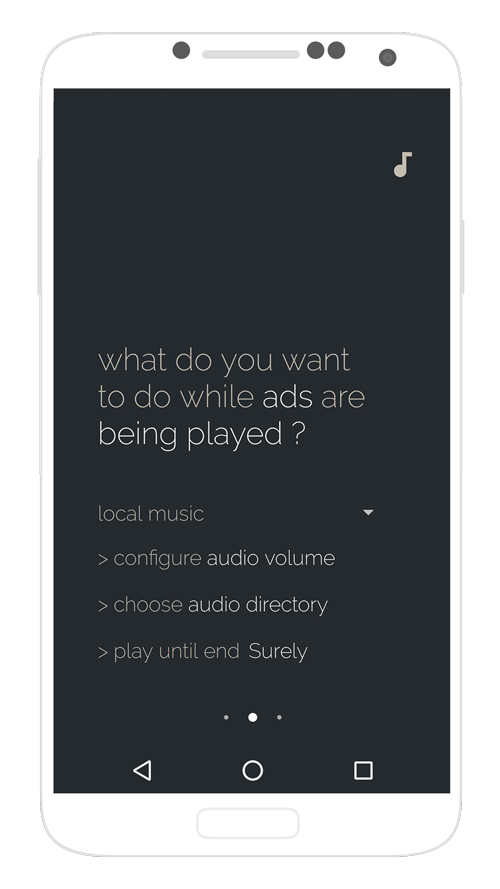 what do you want
to do while ads are
being played ?
local music
> configure audio volume
> choose audio directory
> play until end Surely